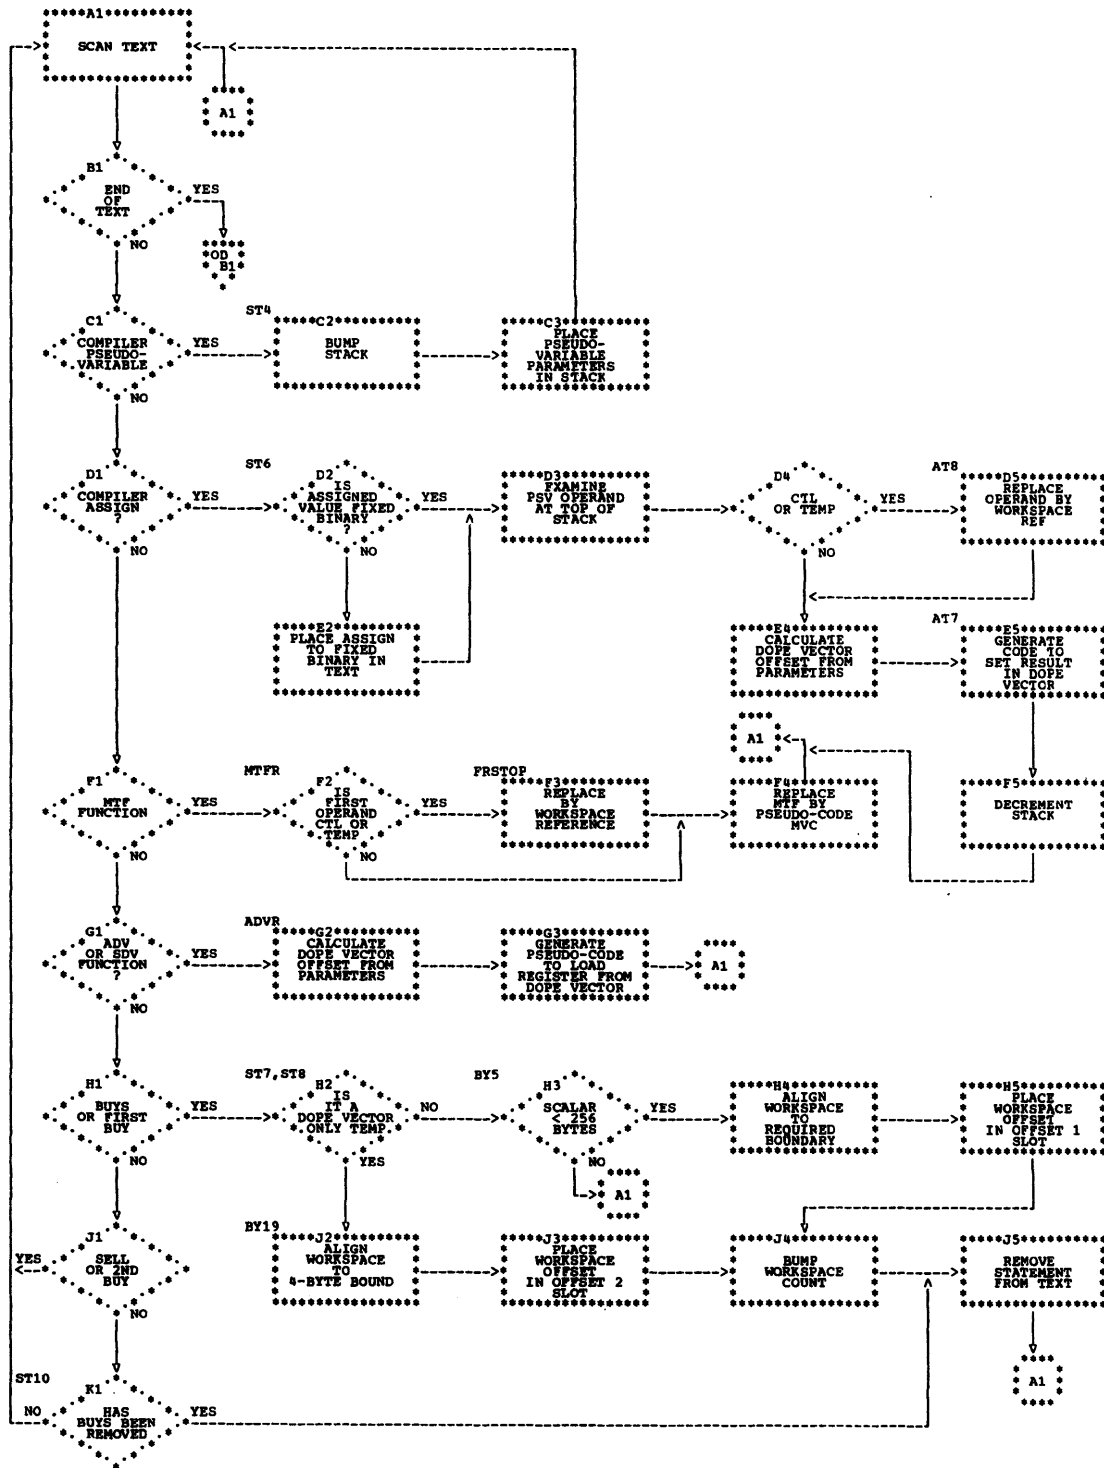 A1
SCAN TEXT
A1
B1
END
OF
TEXT
YES
NO
OD
B1
C1
COMPILER
PSEUDO-
VARIABLE
YES
NO
ST4
C2
BUMP
STACK
C3
PLACE
PSEUDO-
VARIABLE
PARAMETERS
IN STACK
D1
COMPILER
ASSIGN
?
YES
NO
ST6
D2
IS
ASSIGNED
VALUE FIXED
BINARY
?
YES
NO
D3
FXAMINE
PSV OPERAND
AT TOP OF
STACK
D4
CTL
OR TEMP
YES
NO
AT8
D5
REPLACE
OPERAND BY
WORKSPACE
REF
E2
PLACE ASSIGN
TO FIXED
BINARY IN
TEXT
E4
CALCULATE
DOPE VECTOR
OFFSET FROM
PARAMETERS
AT7
E5
GENERATE
CODE TO
SET RESULT
IN DOPE
VECTOR
A1
F1
MTF
FUNCTION
YES
NO
MTFR
F2
IS
FIRST
OPERAND
CTL OR
TEMP
YES
NO
FRSTOP
F3
REPLACE
BY
WORKSPACE
REFERENCE
F4
REPLACE
MTF BY
PSEUDO-CODE
MVC
F5
DECREMENT
STACK
G1
ADV
OR SDV
FUNCTION
?
YES
NO
ADVR
G2
CALCULATE
DOPE VECTOR
OFFSET FROM
PARAMETERS
G3
GENERATE
PSEUDO-CODE
TO LOAD
REGISTER FROM
DOPE VECTOR
A1
H1
BUYS
OR FIRST
BUY
YES
NO
ST7,ST8
H2
IS
IT A
DOPE VECTOR
ONLY TEMP
NO
YES
BY5
H3
SCALAR
< 256
BYTES
YES
NO
A1
H4
ALIGN
WORKSPACE
TO
REQUIRED
BOUNDARY
H5
PLACE
WORKSPACE
OFFSET
IN OFFSET 1
SLOT
J1
SELL
OR 2ND
BUY
YES
NO
BY19
J2
ALIGN
WORKSPACE
TO
4-BYTE BOUND
J3
PLACE
WORKSPACE
OFFSET
IN OFFSET 2
SLOT
J4
BUMP
WORKSPACE
COUNT
J5
REMOVE
STATEMENT
FROM TEXT
A1
ST10
K1
HAS
BUYS BEEN
REMOVED
NO
YES